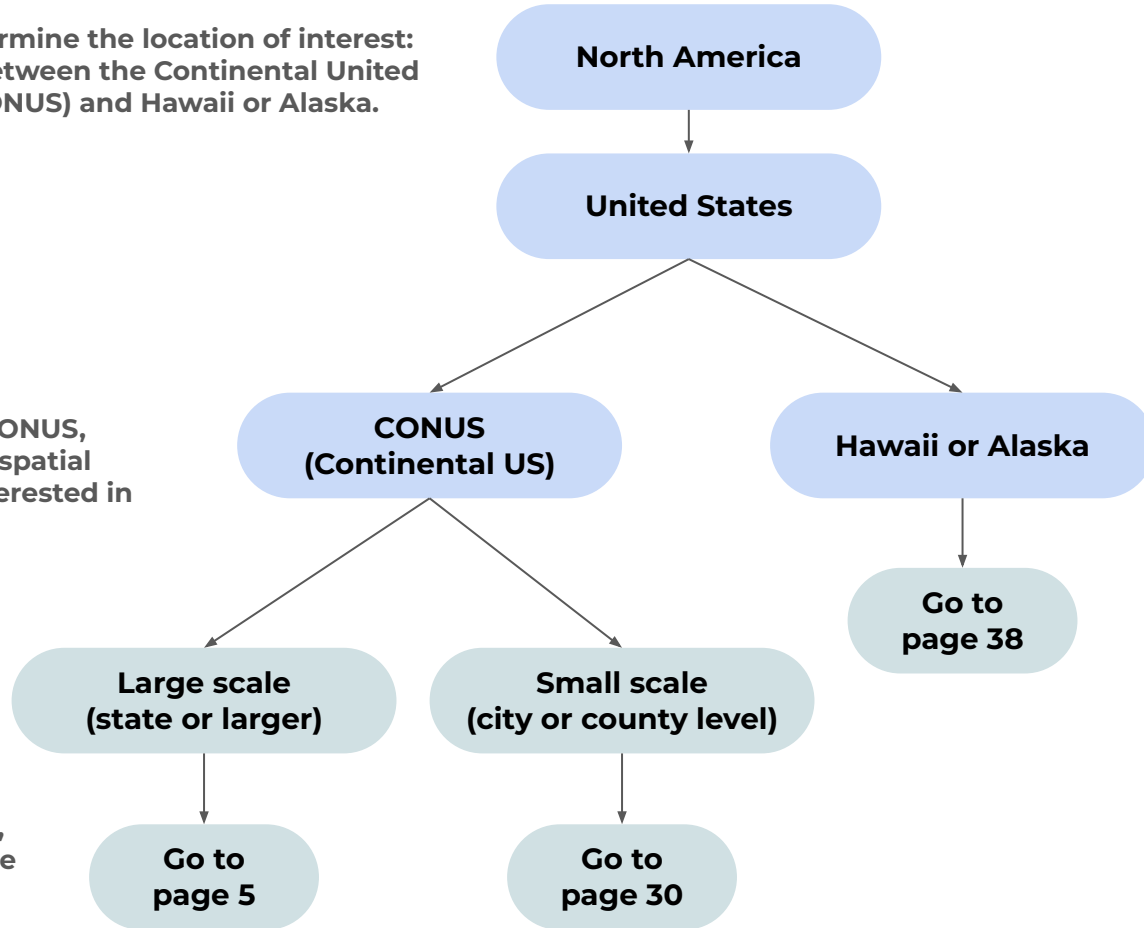 ermine the location of interest:
etween the Continental United
ONUS) and Hawaii or Alaska.
North America
United States
ONUS,
spatial
erested in
CONUS
(Continental US)
Hawaii or Alaska
Go to
page 38
Large scale
(state or larger)
Small scale
(city or county level)
,
e
Go to
page 5
Go to
page 30